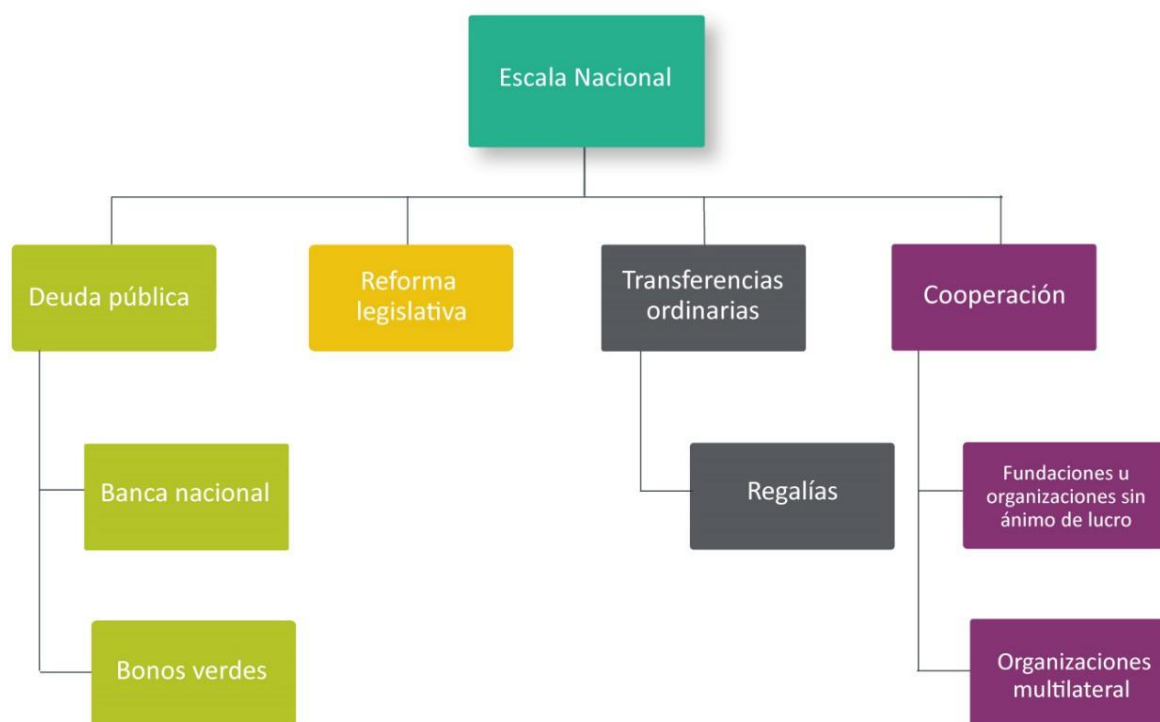 Escala Nacional
Deuda pública
Reforma
legislativa
Transferencias
ordinarias
Cooperación
Banca nacional
Regalías
Fundaciones u
organizaciones sin
ánimo de lucro
Bonos verdes
Organizaciones
multilateral